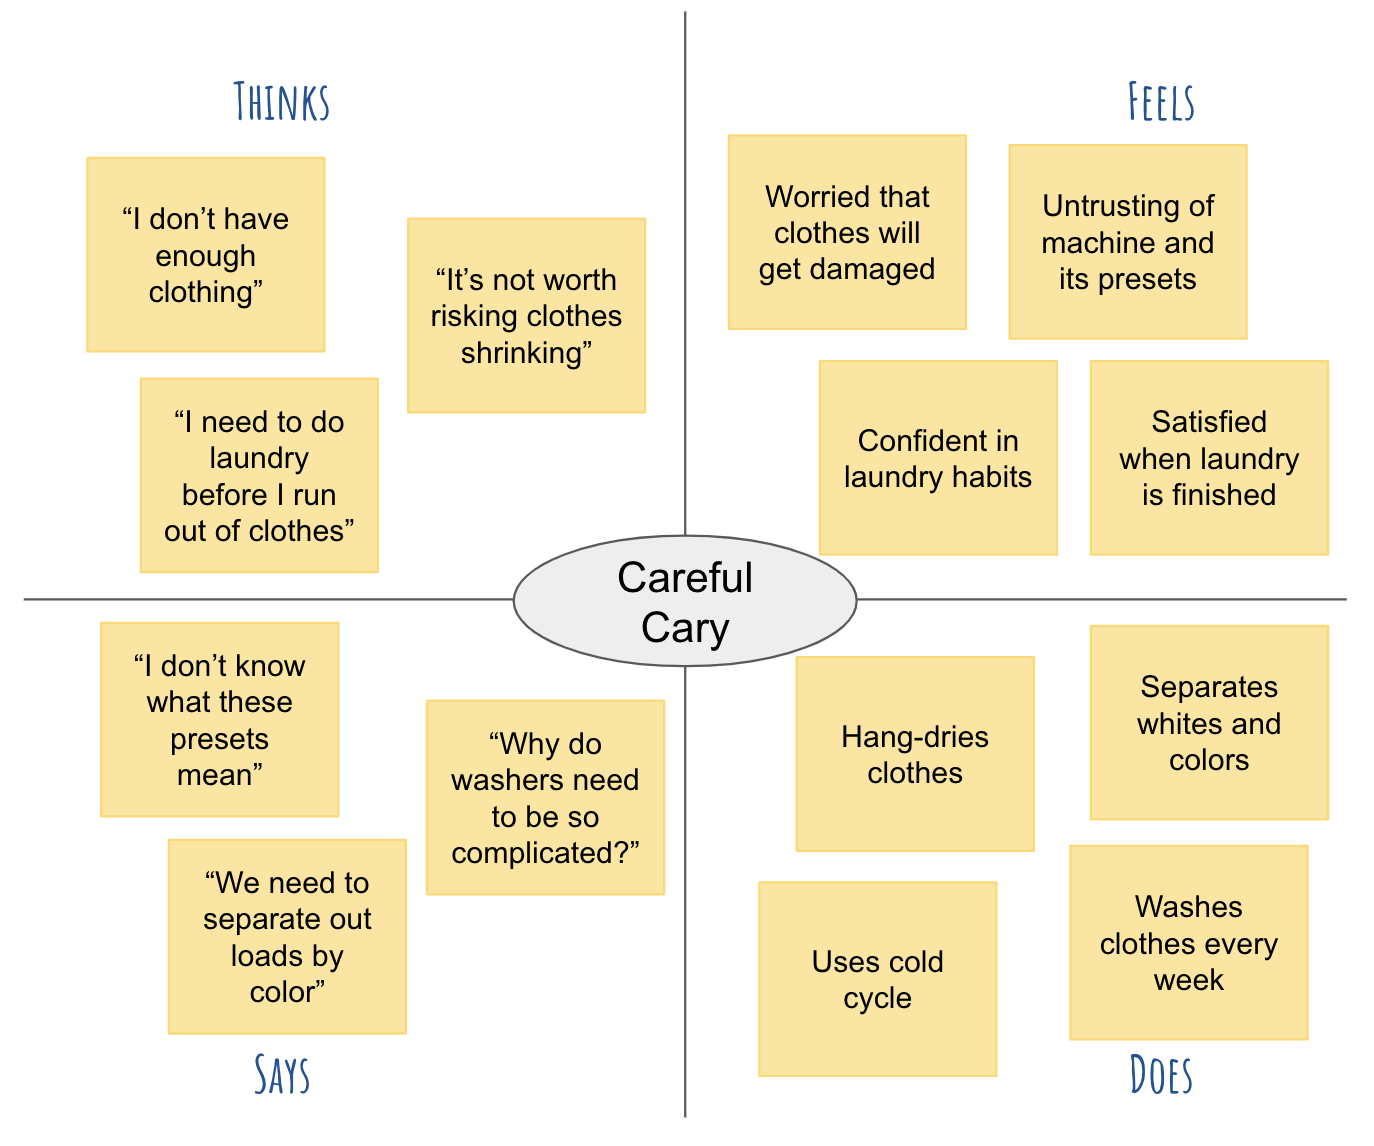 THINKS
“I don’t have
enough
clothing”
“It’s not worth
risking clothes
shrinking”
“I need to do
laundry
before I run
out of clothes”
FEELS
Worried that
clothes will
get damaged
Untrusting of
machine and
its presets
Confident in
laundry habits
Satisfied
when laundry
is finished
Careful
Cary
“I don’t know
what these
presets
mean”
“Why do
washers need
to be so
complicated?”
“We need to
separate out
loads by
color”
SAYS
Hang-dries
clothes
Separates
whites and
colors
Uses cold
cycle
Washes
clothes every
week
DOES